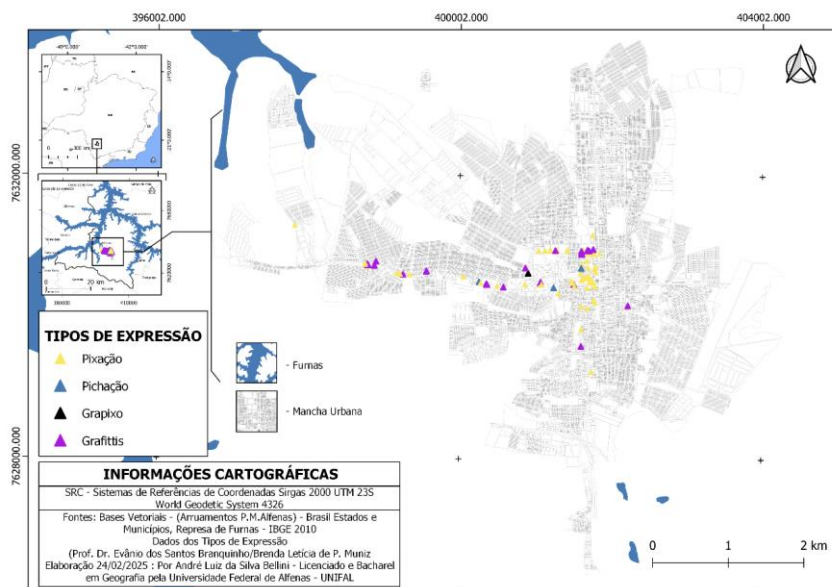 396002.000
400002.000
404002.000
7632000.000
7628000.000
0 300 km
0 20 km
TIPOS DE EXPRESSÃO
Pixação
Pichação
Grapixo
Grafittis
- Furnas
- Mancha Urbana
INFORMAÇÕES CARTOGRÁFICAS
SRC - Sistemas de Referências de Coordenadas Sirgas 2000 UTM 23S
World Geodetic System 4326
Fontes: Bases Vetoriais - (Arruamentos P.M.Alfenas) - Brasil Estados e
Municípios, Represa de Furnas - IBGE 2010
Dados dos Tipos de Expressão
(Prof. Dr. Evânio dos Santos Branquinho/Brenda Letícia de P. Muniz
Elaboração 24/02/2025 : Por André Luiz da Silva Bellini - Licenciado e Bacharel
em Geografia pela Universidade Federal de Alfenas - UNIFAL
0 1 2 km